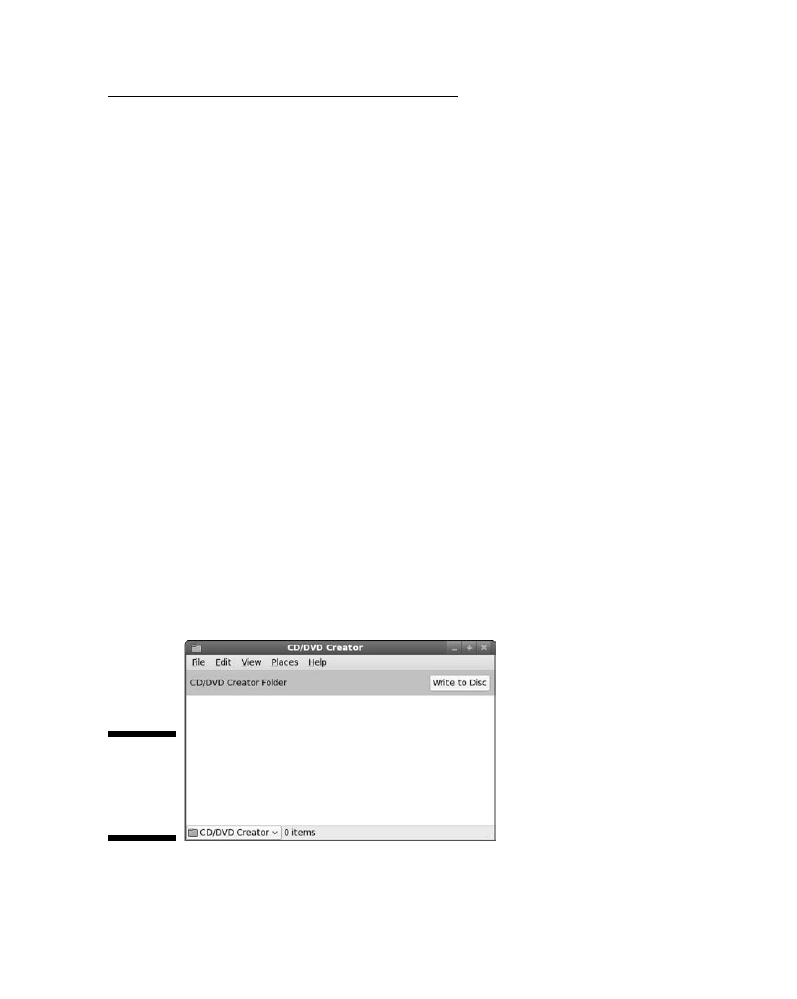 CD/DVD Creator
File Edit View Places Help
CD/DVD Creator Folder Write to Disc
CD/DVD Creator 0 items